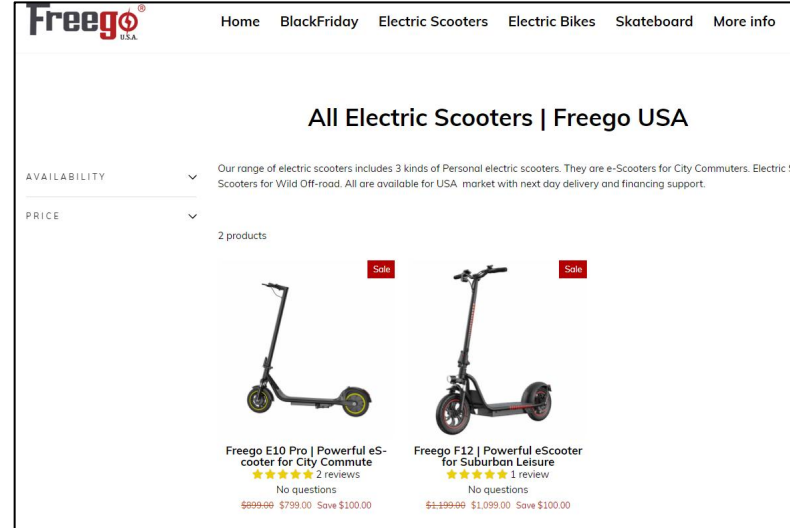 Freego®
U.S.A.
Home BlackFriday Electric Scooters Electric Bikes Skateboard More info
All Electric Scooters | Freego USA
AVAILABILITY
PRICE
Our range of electric scooters includes 3 kinds of Personal electric scooters. They are e-Scooters for City Commuters. Electric
Scooters for Wild Off-road. All are available for USA market with next day delivery and financing support.
2 products
Sale
Freego E10 Pro | Powerful eS-
cooter for City Commute
2 reviews
No questions
$899.00 $799.00 Save $100.00
Sale
Freego F12 | Powerful eScooter
for Suburban Leisure
1 review
No questions
$1,199.00 $1,099.00 Save $100.00